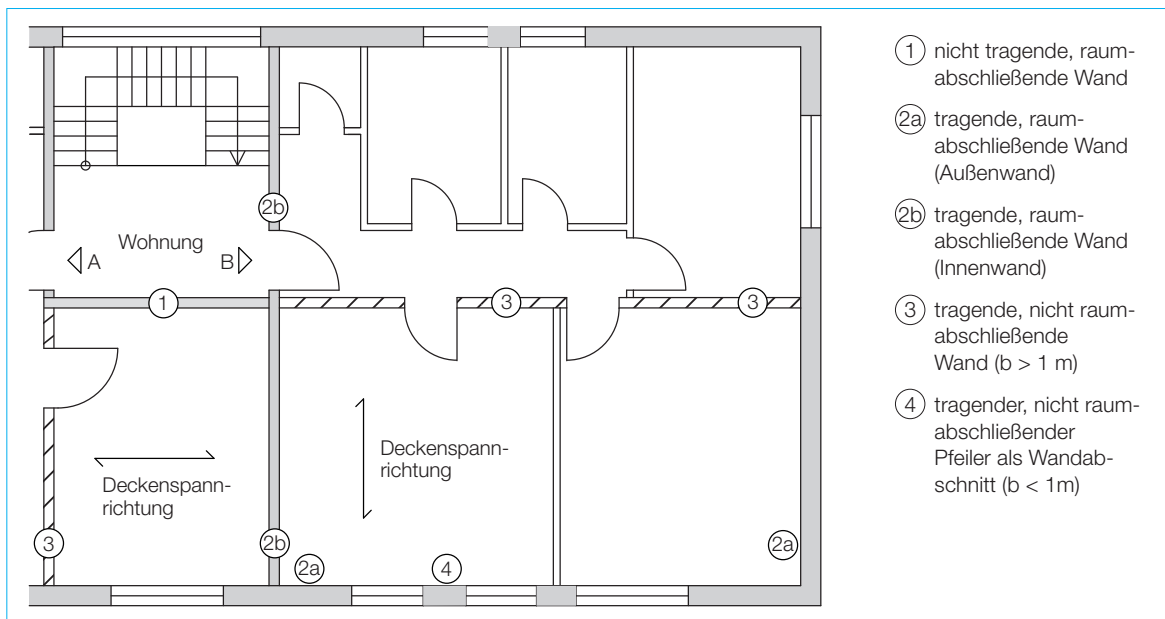 2b
Wohnung
A
B
1
3
3
Deckenspann-
richtung
Deckenspann-
richtung
3
2b
2a
4
2a
1 nicht tragende, raum-
abschließende Wand
2a tragende, raum-
abschließende Wand
(Außenwand)
2b tragende, raum-
abschließende Wand
(Innenwand)
3 tragende, nicht raum-
abschließende
Wand (b > 1 m)
4 tragender, nicht raum-
abschließender
Pfeiler als Wandab-
schnitt (b < 1m)